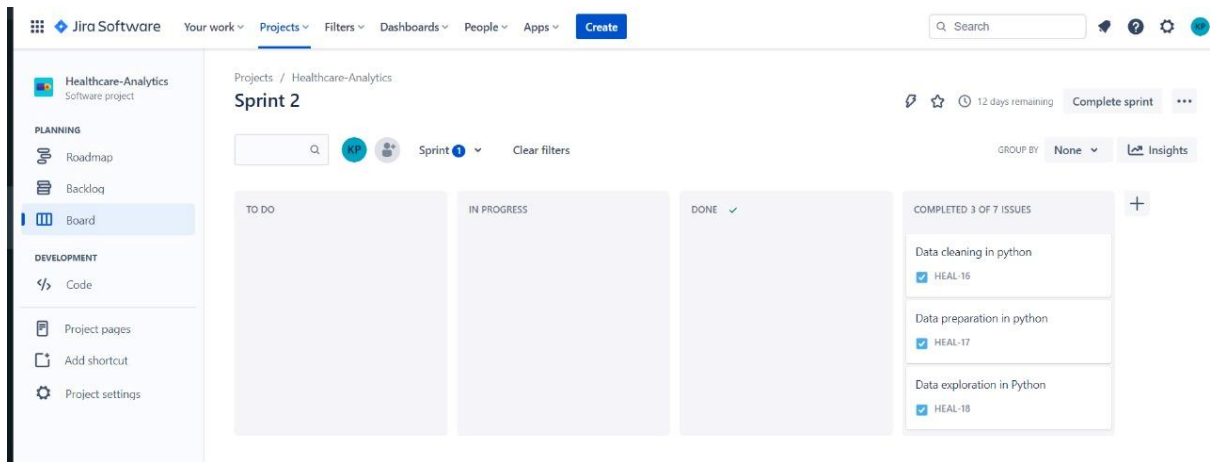 Jira Software Your work Projects Filters Dashboards People Apps Create Search KP
Healthcare-Analytics
Software project
PLANNING
Roadmap
Backlog
Board
DEVELOPMENT
Code
Project pages
Add shortcut
Project settings
Projects / Healthcare-Analytics
Sprint 2
12 days remaining Complete sprint
KP Sprint 1 Clear filters
GROUP BY None Insights
TO DO
IN PROGRESS
DONE
COMPLETED 3 OF 7 ISSUES
Data cleaning in python
HEAL-16
Data preparation in python
HEAL-17
Data exploration in Python
HEAL-18